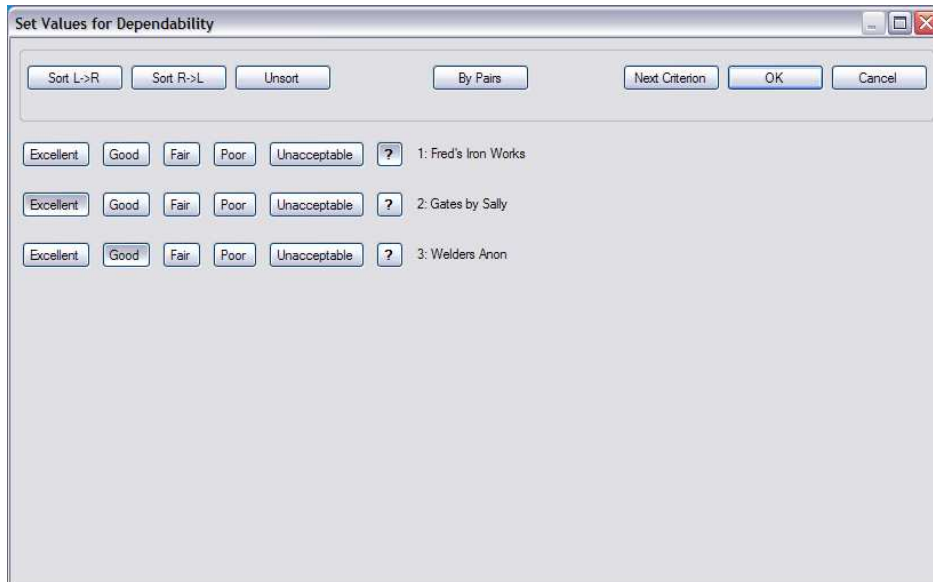 Set Values for Dependability
Sort L->R Sort R->L Unsort By Pairs Next Criterion OK Cancel
Excellent Good Fair Poor Unacceptable ? 1: Fred's Iron Works
Excellent Good Fair Poor Unacceptable ? 2: Gates by Sally
Excellent Good Fair Poor Unacceptable ? 3: Welders Anon